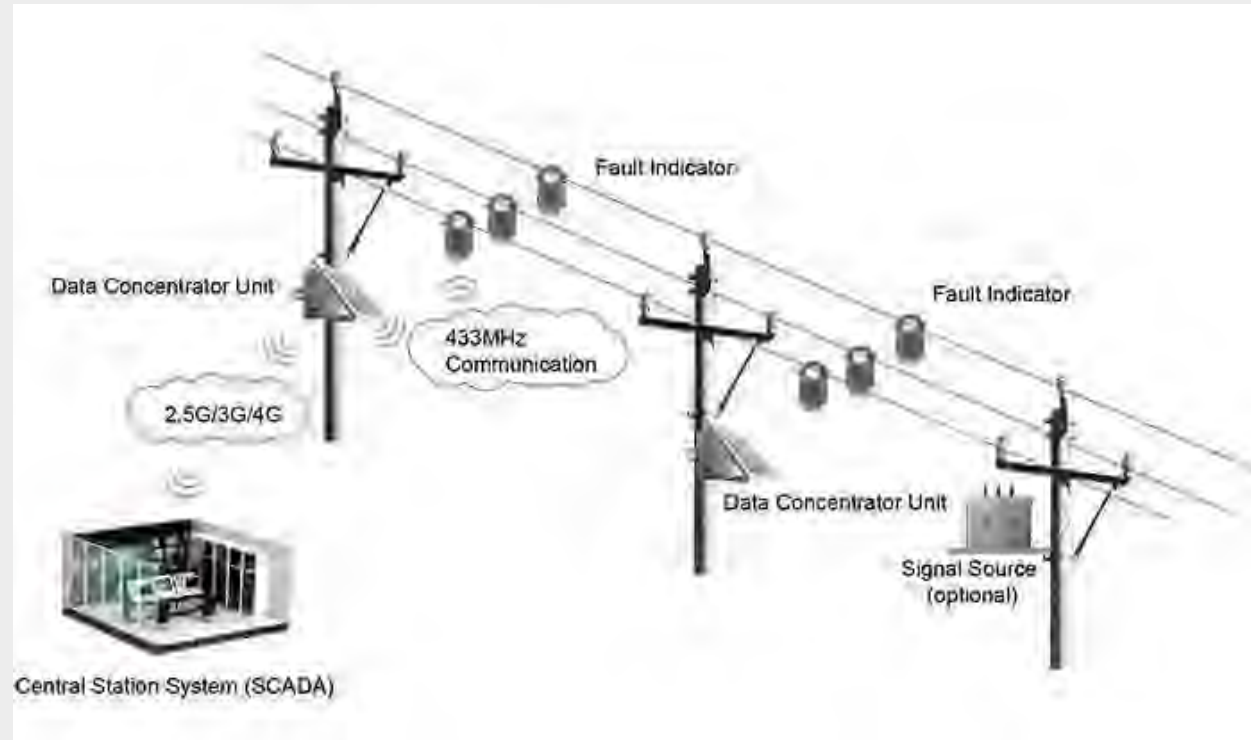 Fault Indicator
Data Concentrator Unit
Fault Indicator
433MHz
Communication
2.5G/3G/4G
Data Concentrator Unit
Signal Source
(optional)
Central Station System (SCADA)